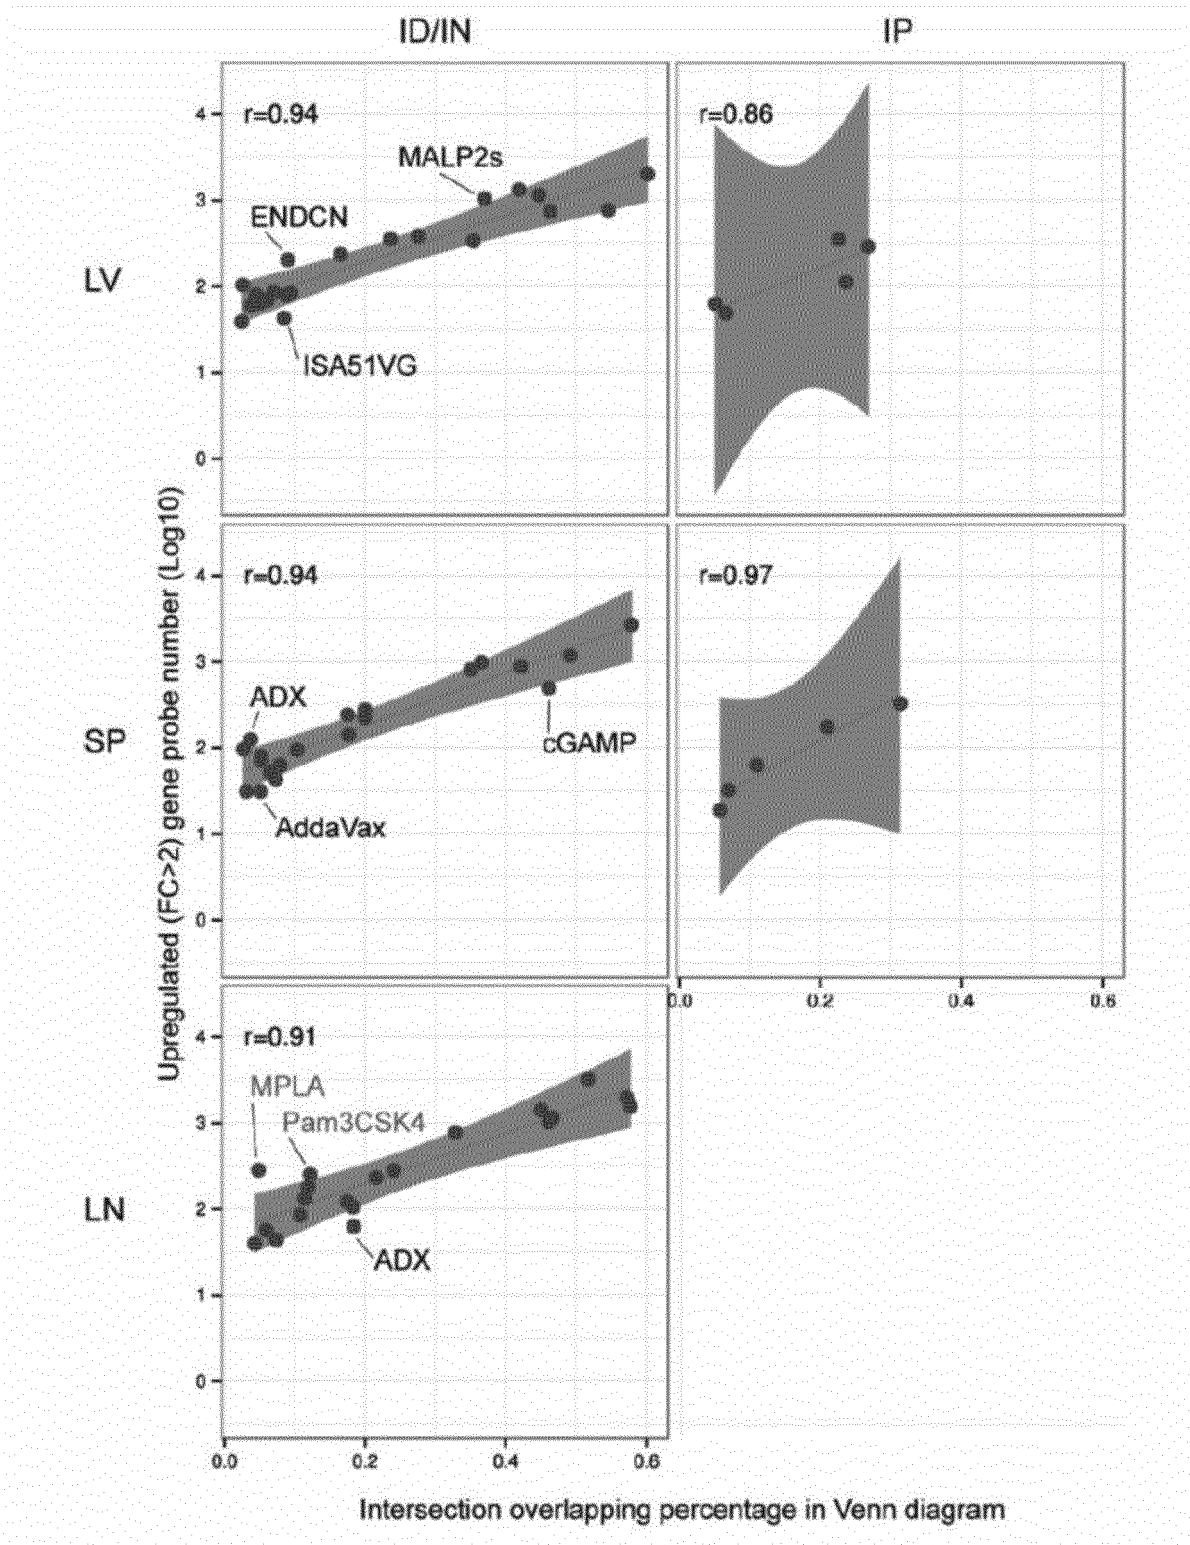 ID/IN
IP
LV
4
3
2
1
0
r=0.94
MALP2s
ENDCN
ISA51VG
r=0.86
Upregulated (FC>2) gene probe number (Log10)
SP
4
3
2
1
0
r=0.94
ADX
cGAMP
AddaVax
r=0.97
0.0
0.2
0.4
0.6
LN
4
3
2
1
0
r=0.91
MPLA
Pam3CSK4
ADX
0.0
0.2
0.4
0.6
Intersection overlapping percentage in Venn diagram